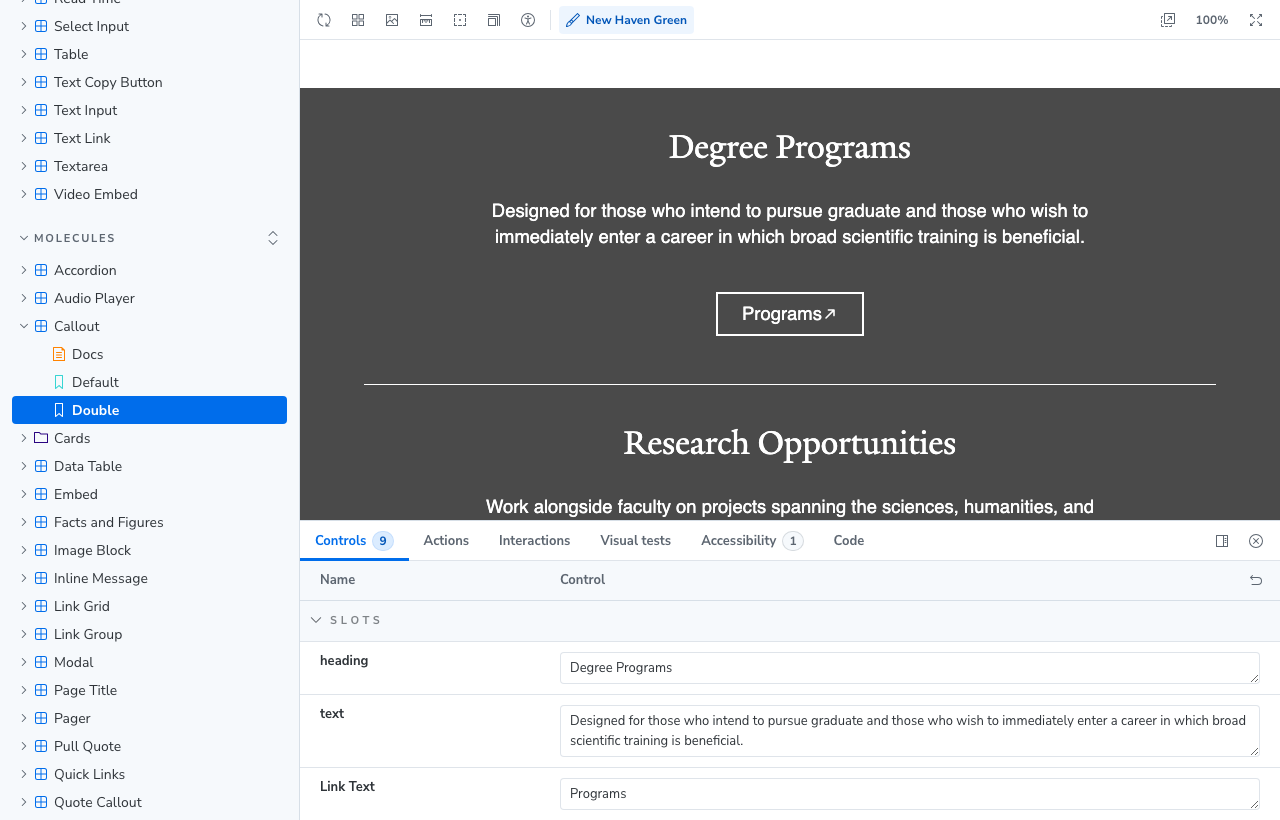 Read Time
Select Input
Table
Text Copy Button
Text Input
Text Link
Textarea
Video Embed
MOLECULES
Accordion
Audio Player
Callout
Docs
Default
Double
Cards
Data Table
Embed
Facts and Figures
Image Block
Inline Message
Link Grid
Link Group
Modal
Page Title
Pager
Pull Quote
Quick Links
Quote Callout
New Haven Green
100%
Degree Programs
Designed for those who intend to pursue graduate and those who wish to
immediately enter a career in which broad scientific training is beneficial.
Programs
Research Opportunities
Work alongside faculty on projects spanning the sciences, humanities, and
Controls 9 Actions Interactions Visual tests Accessibility 1 Code
Name Control
SLOTS
heading Degree Programs
text Designed for those who intend to pursue graduate and those who wish to immediately enter a career in which broad
scientific training is beneficial.
Link Text Programs